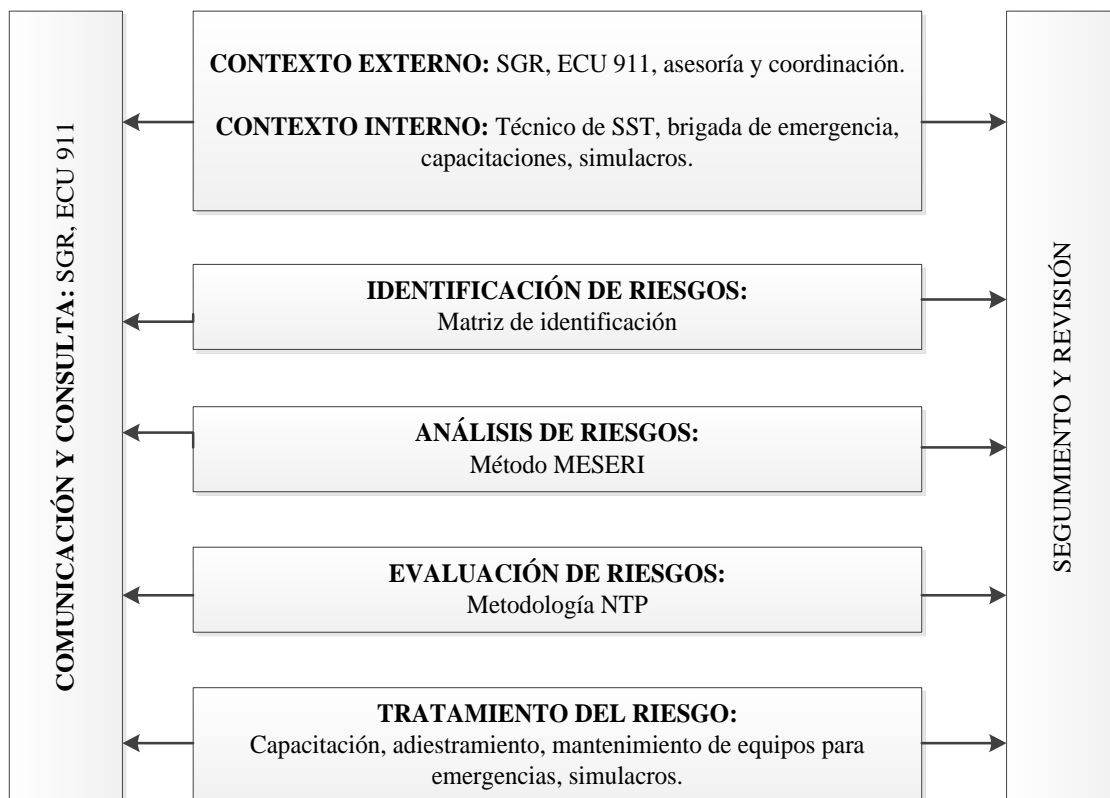 COMUNICACIÓN Y CONSULTA: SGR, ECU 911
CONTEXTO EXTERNO: SGR, ECU 911, asesoría y coordinación.
CONTEXTO INTERNO: Técnico de SST, brigada de emergencia,
capacitaciones, simulacros.
IDENTIFICACIÓN DE RIESGOS:
Matriz de identificación
ANÁLISIS DE RIESGOS:
Método MESERI
EVALUACIÓN DE RIESGOS:
Metodología NTP
TRATAMIENTO DEL RIESGO:
Capacitación, adiestramiento, mantenimiento de equipos para
emergencias, simulacros.
SEGUIMIENTO Y REVISIÓN